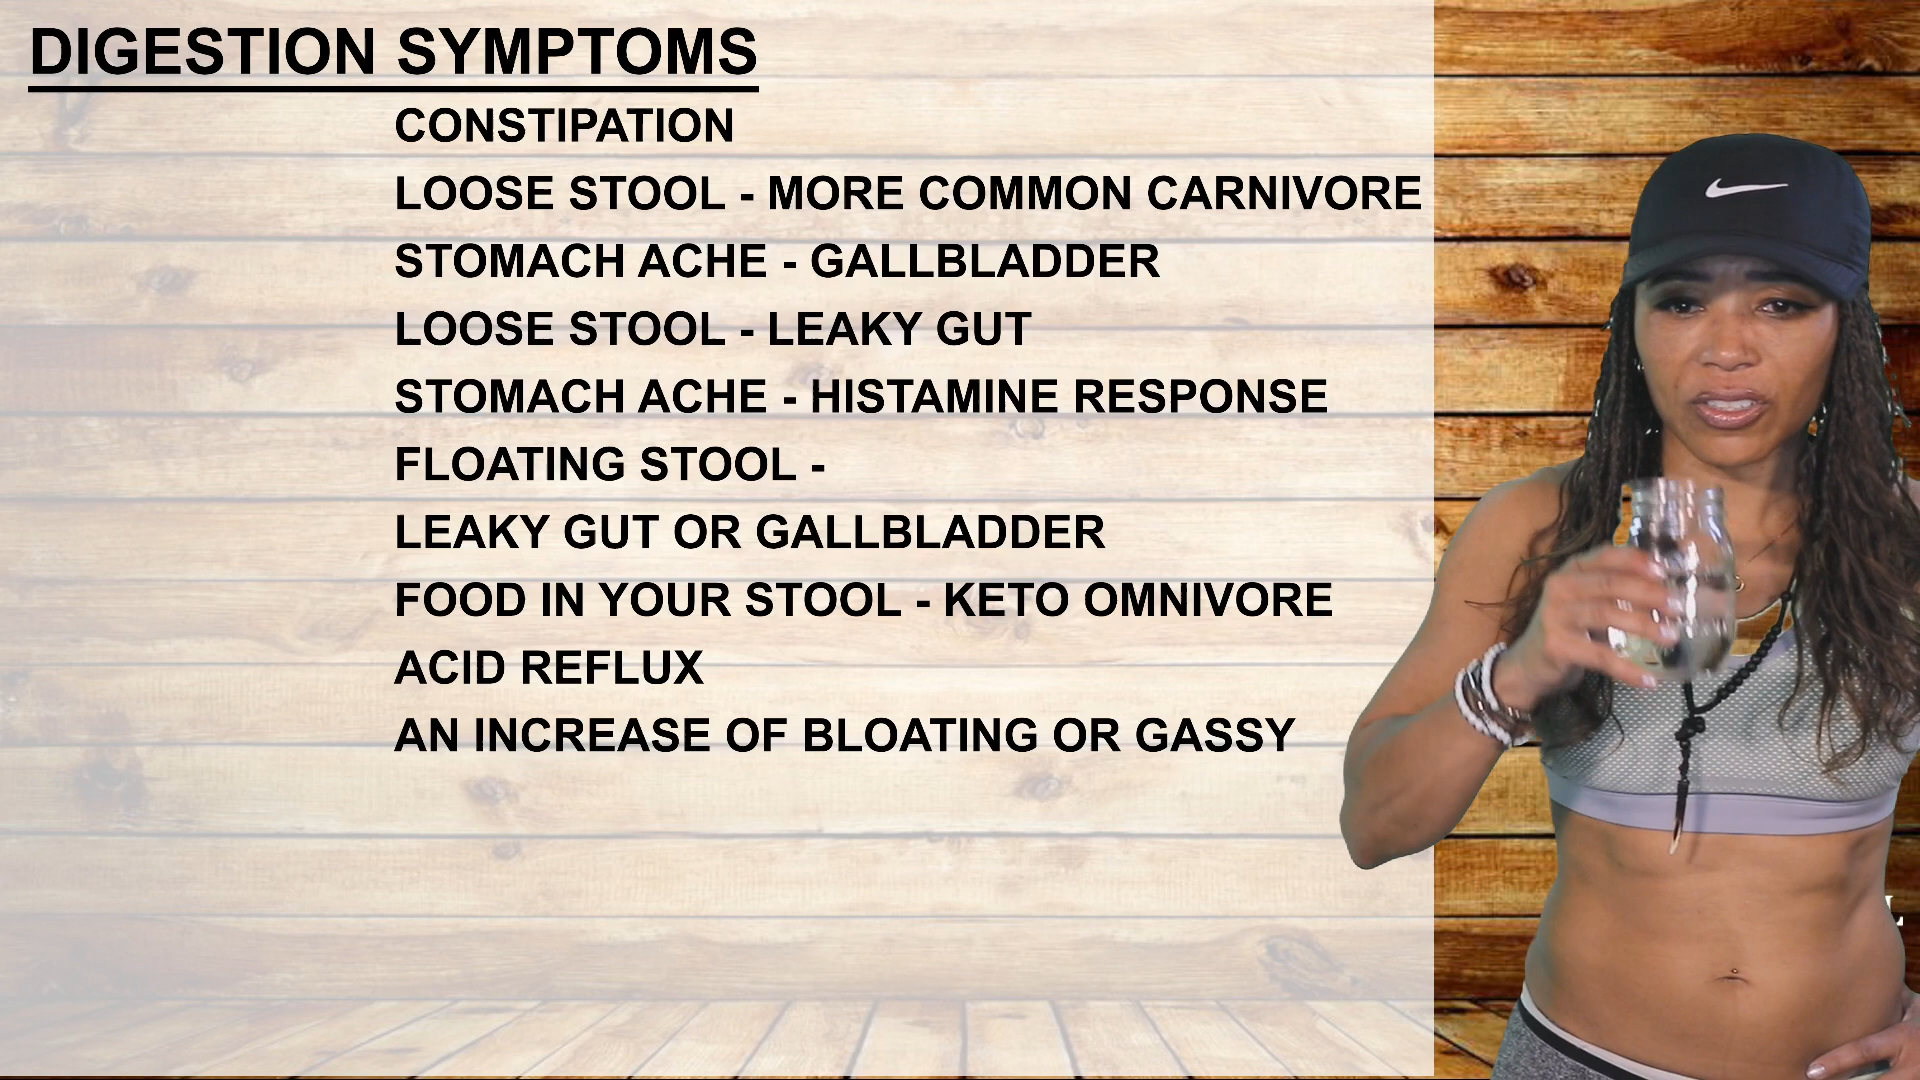 DIGESTION SYMPTOMS
CONSTIPATION
LOOSE STOOL - MORE COMMON CARNIVORE
STOMACH ACHE - GALLBLADDER
LOOSE STOOL - LEAKY GUT
STOMACH ACHE - HISTAMINE RESPONSE
FLOATING STOOL -
LEAKY GUT OR GALLBLADDER
FOOD IN YOUR STOOL - KETO OMNIVORE
ACID REFLUX
AN INCREASE OF BLOATING OR GASSY